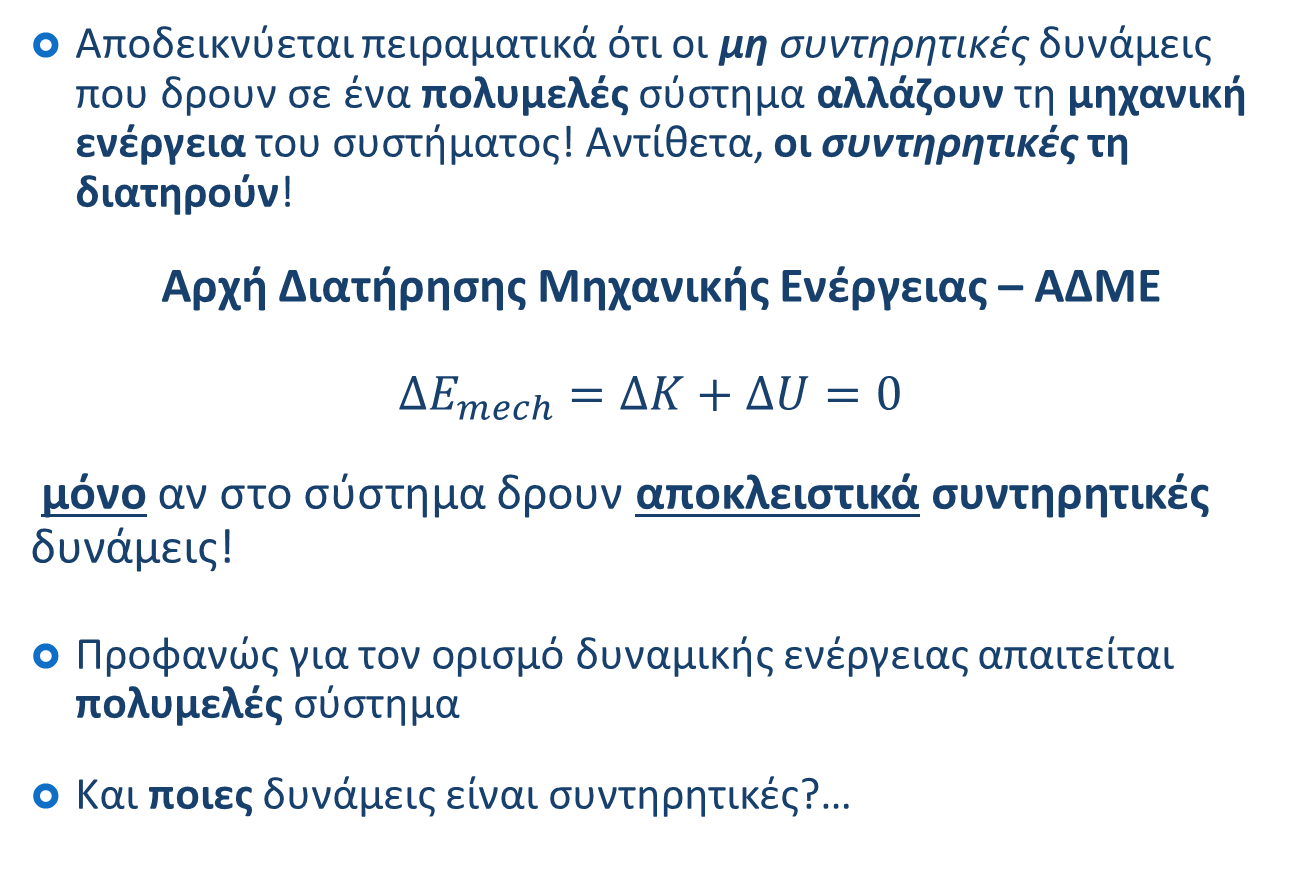 Αποδεικνύεται πειραματικά ότι οι μη συντηρητικές δυνάμεις
που δρουν σε ένα πολυμελές σύστημα αλλάζουν τη μηχανική
ενέργεια του συστήματος! Αντίθετα, οι συντηρητικές τη
διατηρούν!
Αρχή Διατήρησης Μηχανικής Ενέργειας – ΑΔΜΕ
Δ𝐸𝑚𝑒𝑐ℎ = Δ𝐾 + Δ𝑈 = 0
μόνο αν στο σύστημα δρουν αποκλειστικά συντηρητικές
δυνάμεις!
Προφανώς για τον ορισμό δυναμικής ενέργειας απαιτείται
πολυμελές σύστημα
Και ποιες δυνάμεις είναι συντηρητικές?…